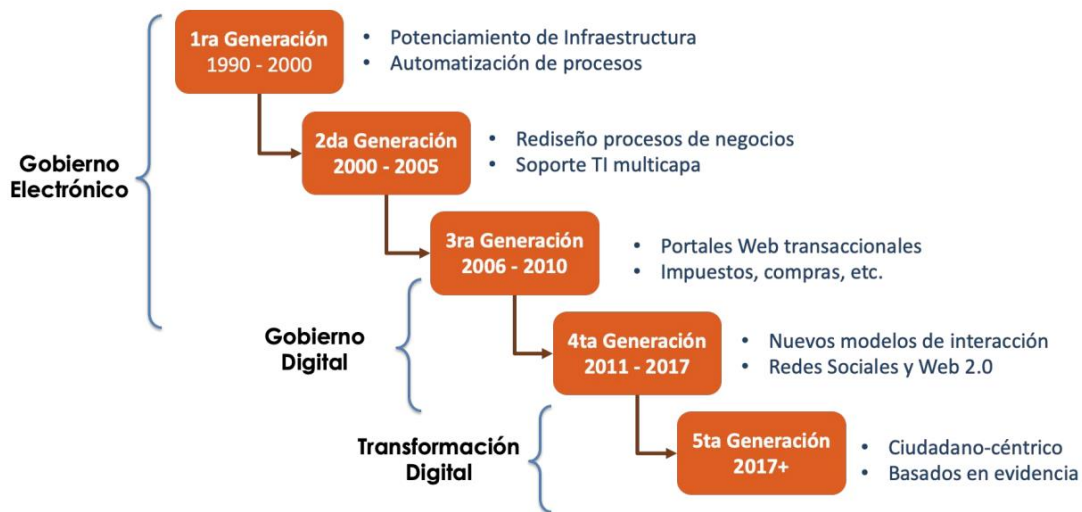 1ra Generación
1990 - 2000
• Potenciamiento de Infraestructura
• Automatización de procesos
2da Generación
2000 - 2005
• Rediseño procesos de negocios
• Soporte TI multicapa
Gobierno
Electrónico
3ra Generación
2006 - 2010
• Portales Web transaccionales
• Impuestos, compras, etc.
Gobierno
Digital
4ta Generación
2011 - 2017
• Nuevos modelos de interacción
• Redes Sociales y Web 2.0
Transformación
Digital
5ta Generación
2017+
• Ciudadano-céntrico
• Basados en evidencia